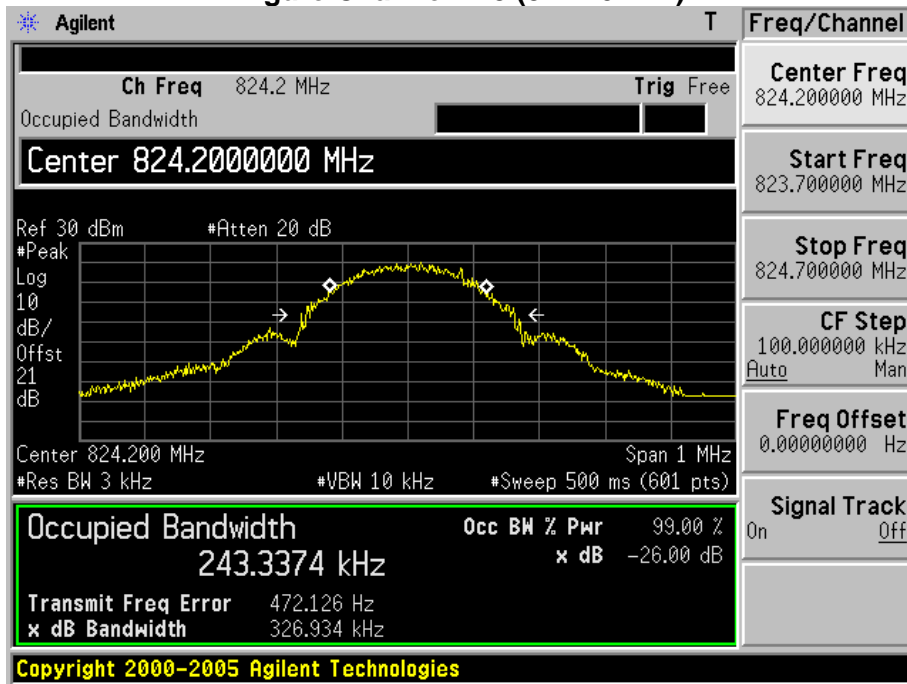 Agilent T Freq/Channel
Ch Freq 824.2 MHz Trig Free
Occupied Bandwidth
Center 824.2000000 MHz
Ref 30 dBm #Atten 20 dB
#Peak
Log
10
dB/
Offst
21
dB
Center 824.200 MHz Span 1 MHz
#Res BW 3 kHz #VBW 10 kHz #Sweep 500 ms (601 pts)
Occupied Bandwidth Occ BW % Pwr 99.00 %
243.3374 kHz x dB -26.00 dB
Transmit Freq Error 472.126 Hz
x dB Bandwidth 326.934 kHz
Copyright 2000-2005 Agilent Technologies
Center Freq
824.200000 MHz
Start Freq
823.700000 MHz
Stop Freq
824.700000 MHz
CF Step
100.000000 kHz
Auto Man
Freq Offset
0.00000000 Hz
Signal Track
On Off